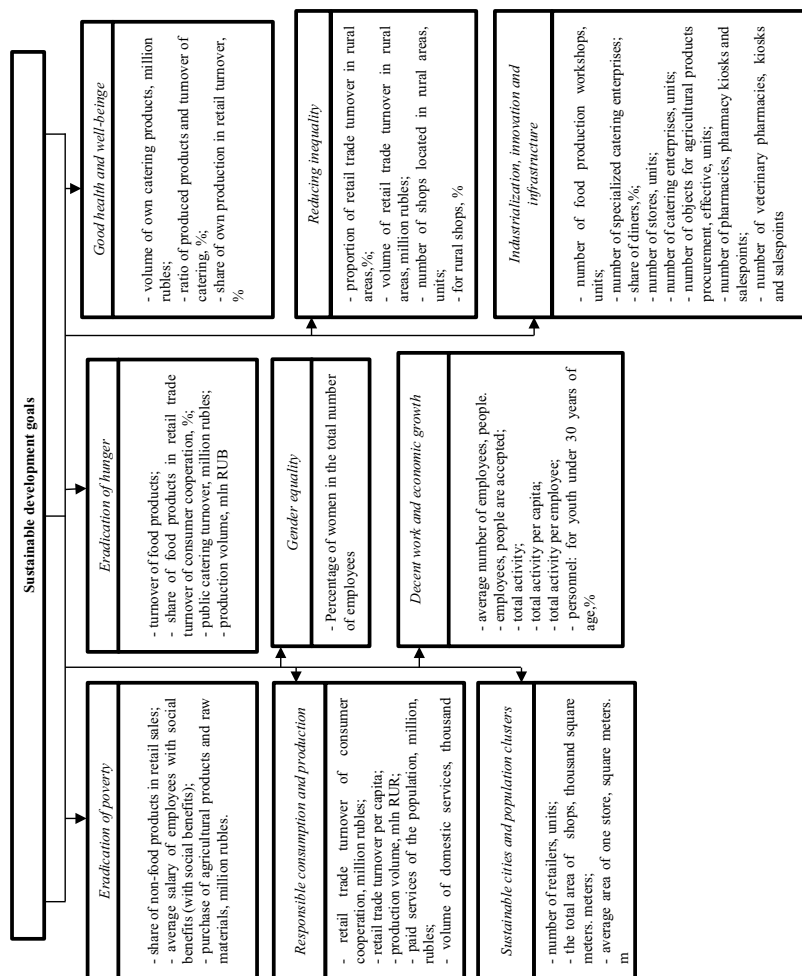 Sustainable development goals
Eradication of poverty
- share of non-food products in retail sales;
- average salary of employees with social
benefits (with social benefits);
- purchase of agricultural products and raw
materials, million rubles.
Eradication of hunger
- turnover of food products;
- share of food products in retail trade
turnover of consumer cooperation, %;
- public catering turnover, million rubles;
- production volume, mln RUB
Good health and well-beinge
- volume of own catering products, million
rubles;
- ratio of produced products and turnover of
catering, %;
- share of own production in retail turnover,
%
Responsible consumption and production
- retail trade turnover of consumer
cooperation, million rubles;
- retail trade turnover per capita;
- production volume, mln RUR;
- paid services of the population, million
rubles;
- volume of domestic services, thousand
Gender equality
- Percentage of women in the total number
of employees
Reducing inequality
- proportion of retail trade turnover in rural
areas,%;
- volume of retail trade turnover in rural
areas, million rubles;
- number of shops located in rural areas,
units;
- for rural shops, %
Sustainable cities and population clusters
- number of retailers, units;
- the total area of shops, thousand square
meters. meters;
- average area of one store, square meters.
m
Decent work and economic growth
- average number of employees, people.
- employees, people are accepted;
- total activity;
- total activity per capita;
- total activity per employee;
- personnel: for youth under 30 years of
age,%
Industrialization, innovation and
infrastructure
- number of food production workshops,
units;
- number of specialized catering enterprises;
- share of diners,%;
- number of stores, units;
- number of catering enterprises, units;
- number of objects for agricultural products
procurement, effective, units;
- number of pharmacies, pharmacy kiosks and
salespoints;
- number of veterinary pharmacies, kiosks
and salespoints